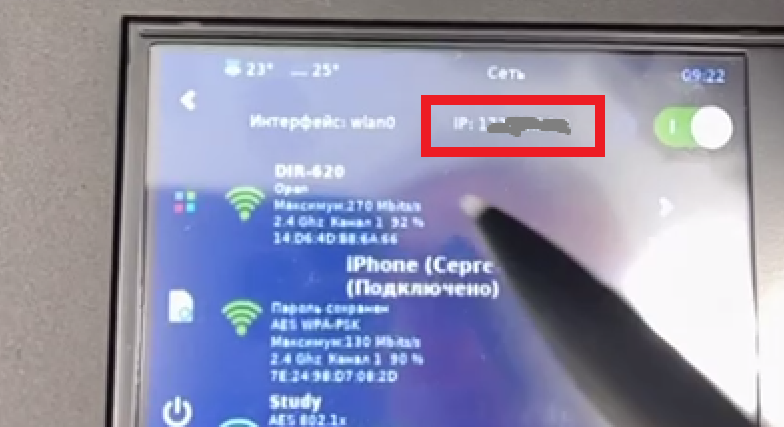 23° 25° Сеть 09:22
Интерфейс: wlan0 IP:
DIR-620
Open
Максимум:270 Mbits/s
2.4 Ghz Канал 1 92 %
14:D6:4D:B8:6A:66
iPhone (Серге
(Подключено)
Пароль сохранен
AES WPA-PSK
Максимум:130 Mbits/s
2.4 Ghz Канал 1 90 %
7E:24:98:D7:08:2D
Study
AES 802.1x